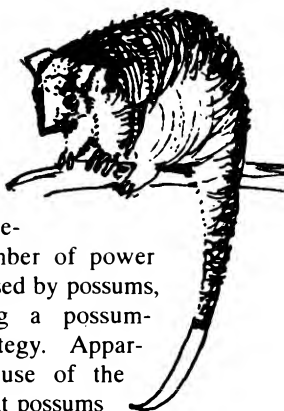 e-
mber of power
sed by possums,
g a possum-
tegy. Appar-
use of the
t possums